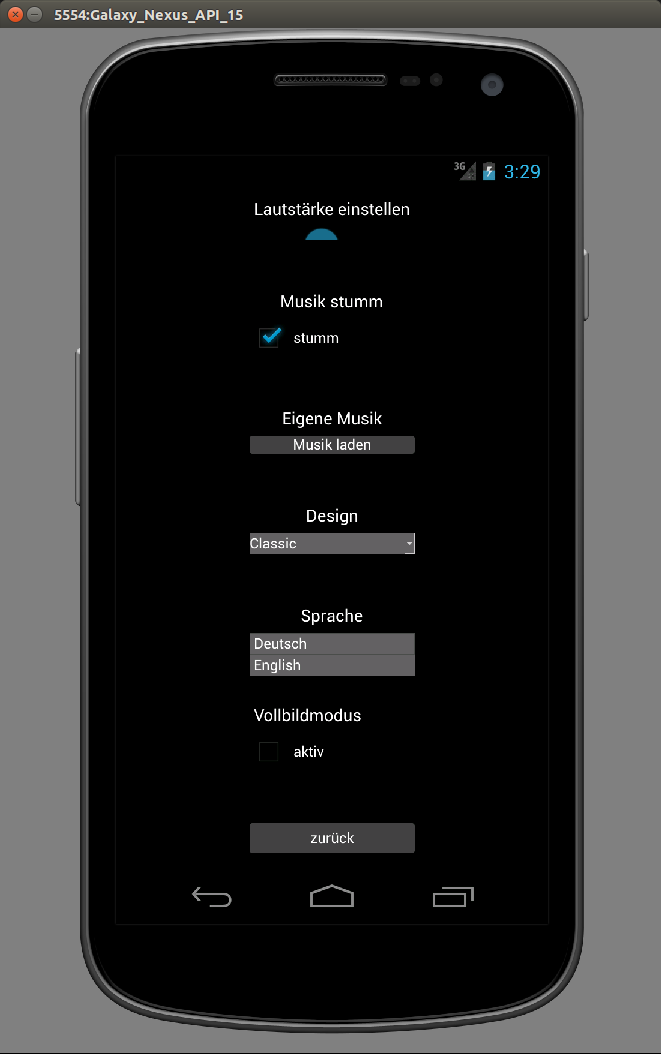 5554:Galaxy_Nexus_API_15
3G 3:29
Lautstärke einstellen
Musik stumm
stumm
Eigene Musik
Musik laden
Design
Classic
Sprache
Deutsch
English
Vollbildmodus
aktiv
zurück